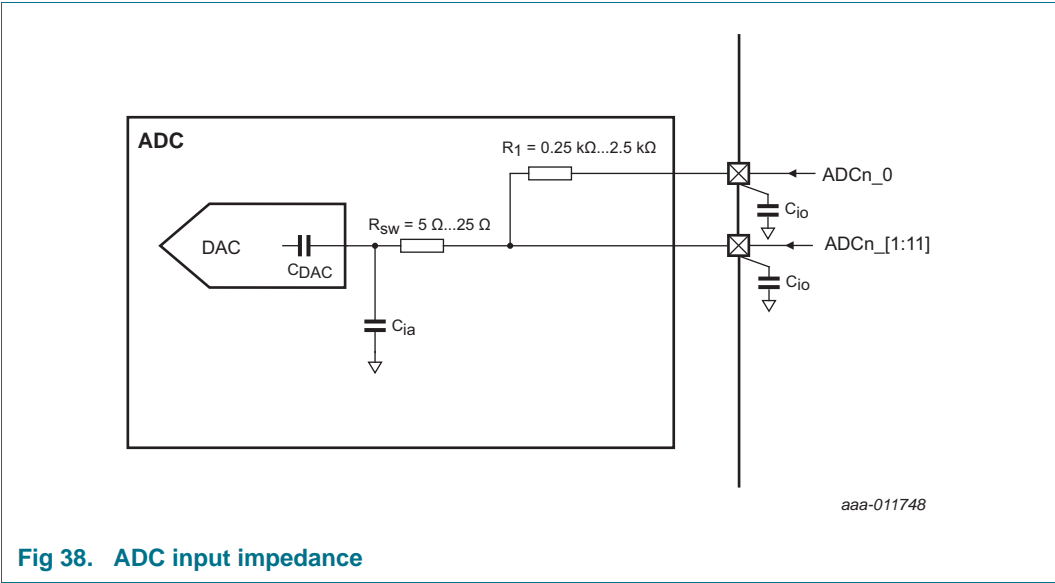 ADC
R1 = 0.25 kΩ...2.5 kΩ
ADCn_0
Cio
Rsw = 5 Ω...25 Ω
DAC
CDAC
ADCn_[1:11]
Cio
Cia
aaa-011748
Fig 38. ADC input impedance